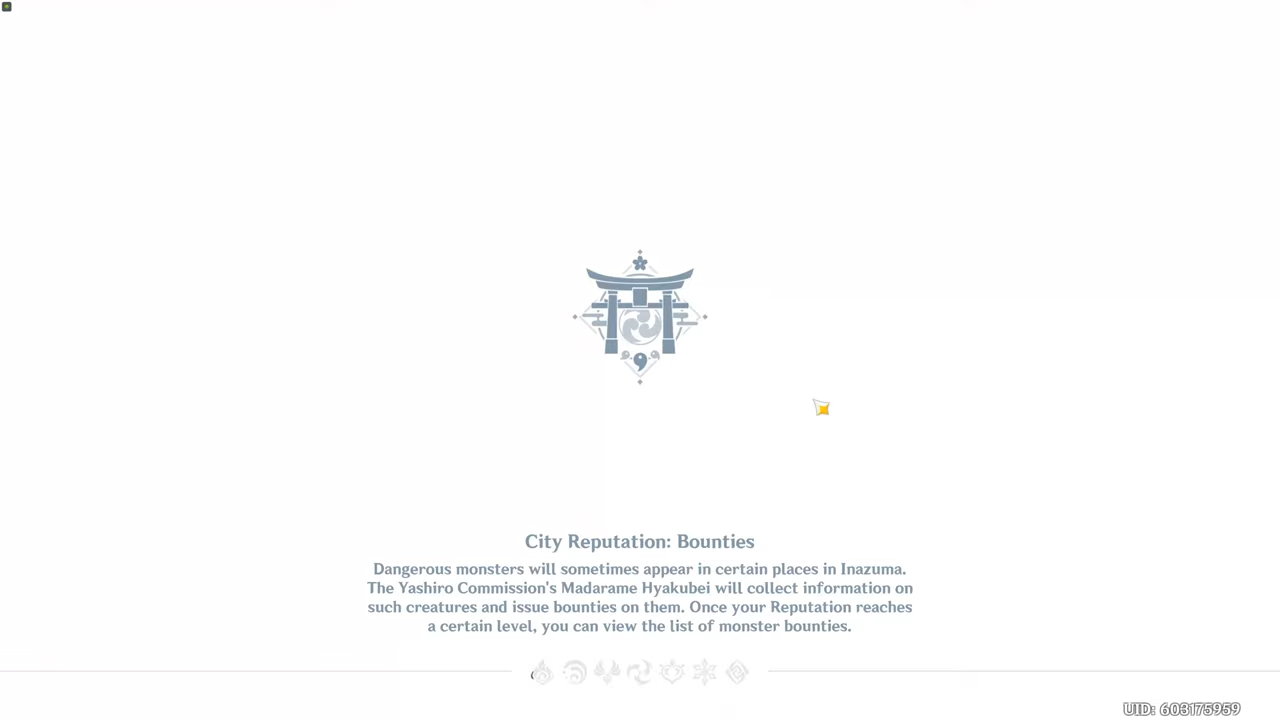 City Reputation: Bounties
Dangerous monsters will sometimes appear in certain places in Inazuma.
The Yashiro Commission's Madarame Hyakubei will collect information on
such creatures and issue bounties on them. Once your Reputation reaches
a certain level, you can view the list of monster bounties.
UID: 603175959